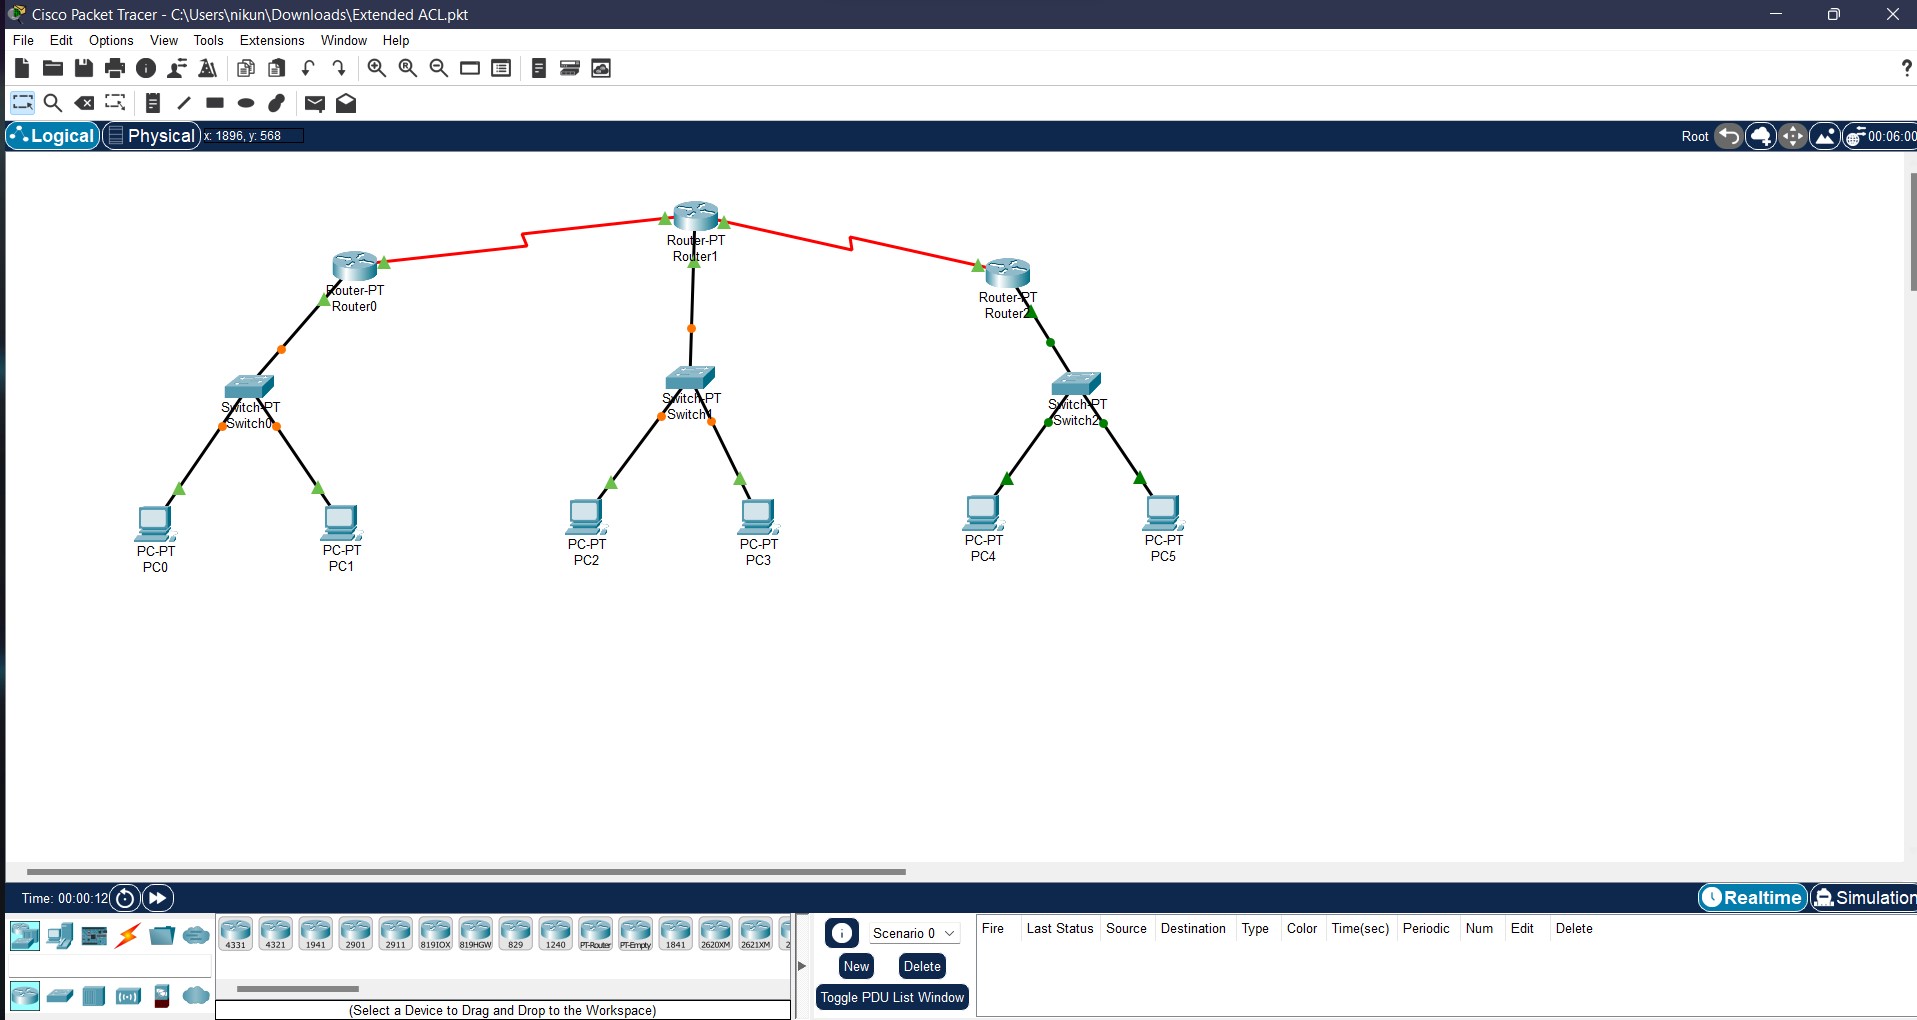 Cisco Packet Tracer - C:\Users\nikun\Downloads\Extended ACL.pkt
File Edit Options View Tools Extensions Window Help
?
Logical Physical x: 1896, y: 568 Root 00:06:00
Router-PT
Router1
Router-PT
Router0
Router-PT
Router2
Switch-PT
Switch0
Switch-PT
Switch1
Switch-PT
Switch2
PC-PT
PC0
PC-PT
PC1
PC-PT
PC2
PC-PT
PC3
PC-PT
PC4
PC-PT
PC5
Time: 00:00:12 Realtime Simulation
4331 4321 1941 2901 2911 819IOX 819HGW 829 1240 PT-Router PT-Empty 1841 2620XM 2621XM 2
(Select a Device to Drag and Drop to the Workspace)
Scenario 0
New Delete
Toggle PDU List Window
Fire Last Status Source Destination Type Color Time(sec) Periodic Num Edit Delete